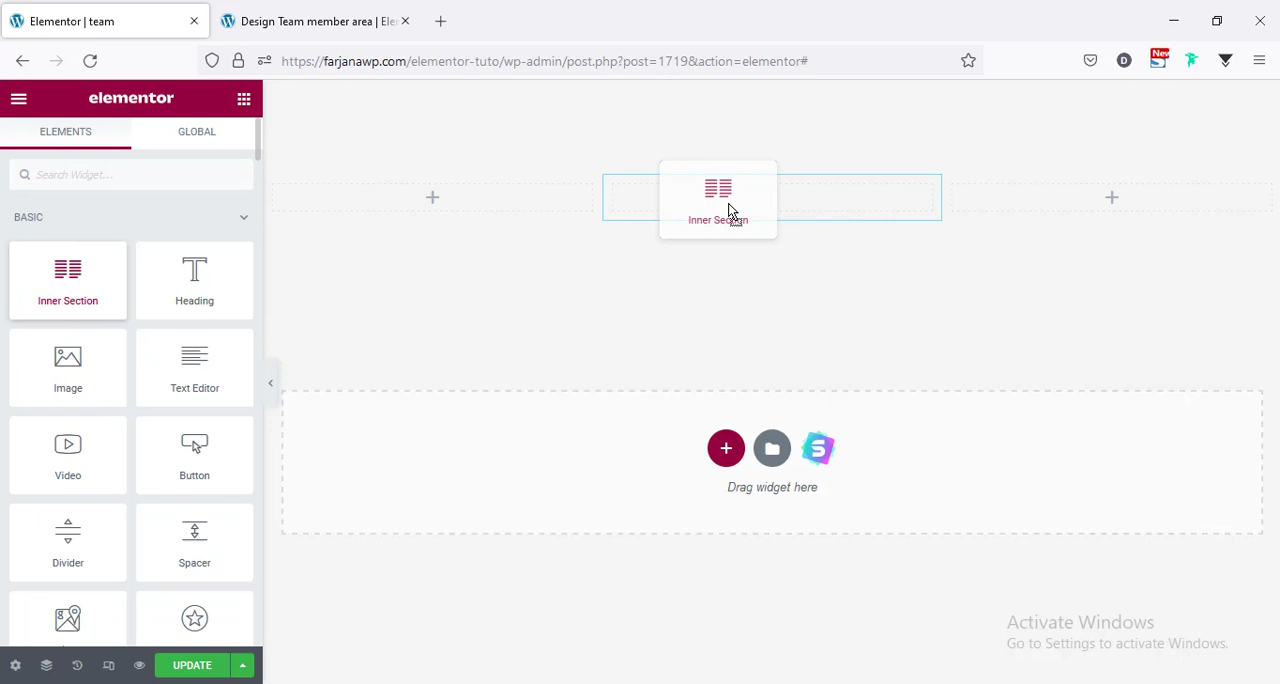 Elementor | team
Design Team member area | Ele
https://farjanawp.com/elementor-tuto/wp-admin/post.php?post=1719&action=elementor#
D
New
elementor
ELEMENTS
GLOBAL
Search Widget...
BASIC
Inner Section
Heading
Image
Text Editor
Video
Button
Divider
Spacer
UPDATE
Inner Section
Drag widget here
Activate Windows
Go to Settings to activate Windows.